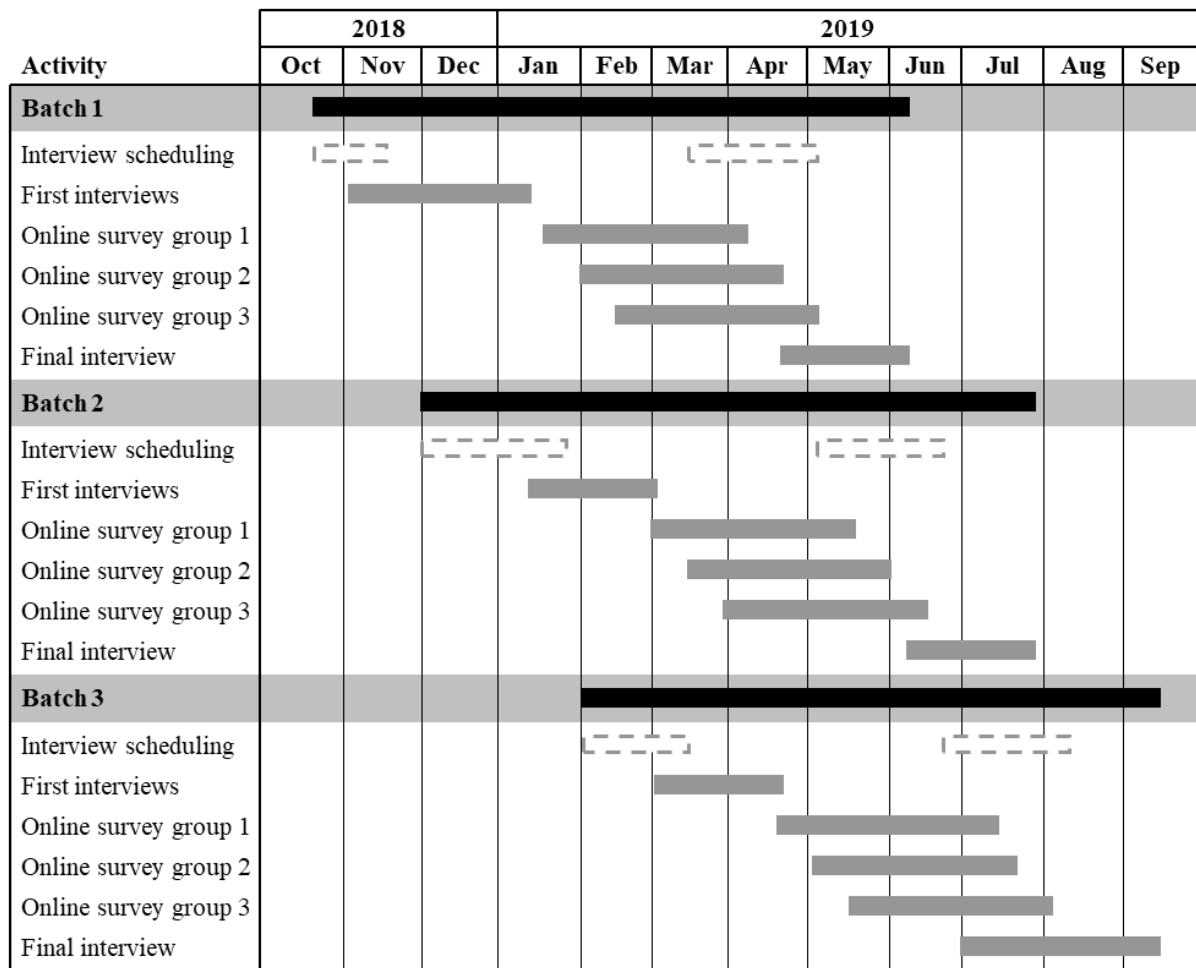 2018 2019
Activity Oct Nov Dec Jan Feb Mar Apr May Jun Jul Aug Sep
Batch 1
Interview scheduling
First interviews
Online survey group 1
Online survey group 2
Online survey group 3
Final interview
Batch 2
Interview scheduling
First interviews
Online survey group 1
Online survey group 2
Online survey group 3
Final interview
Batch 3
Interview scheduling
First interviews
Online survey group 1
Online survey group 2
Online survey group 3
Final interview